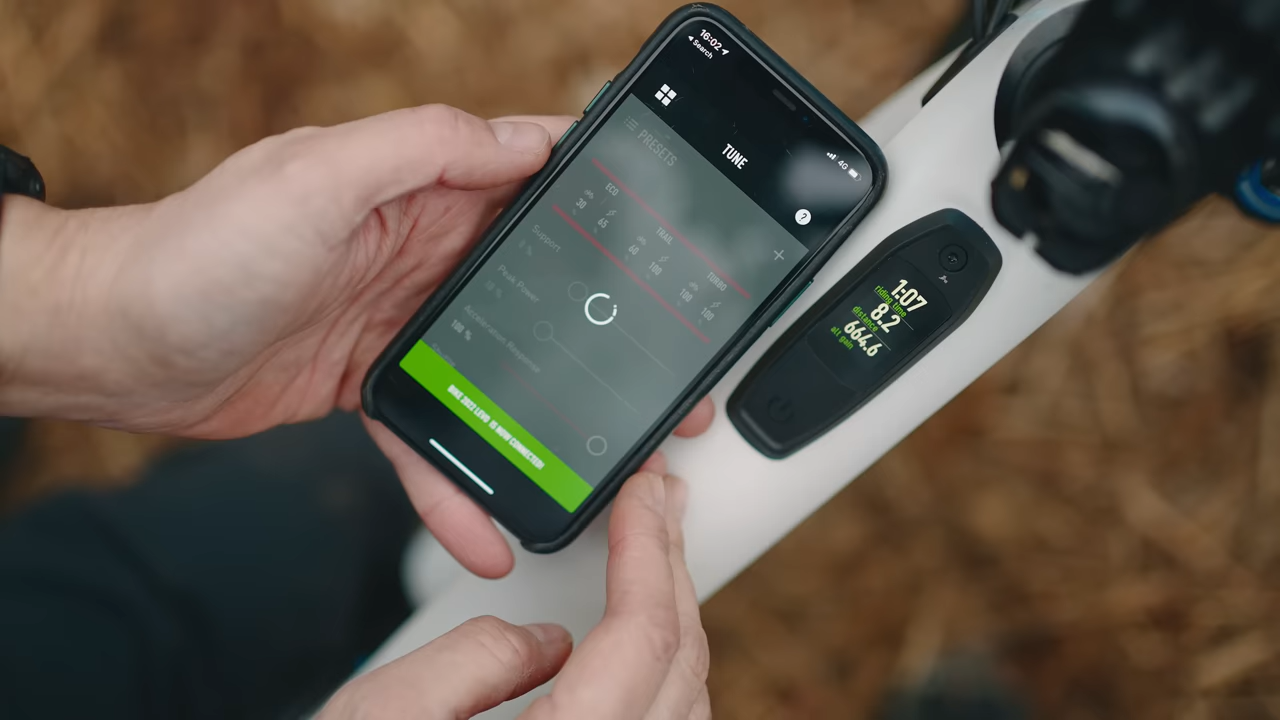 16:02
Search
4G
TUNE
?
PRESETS
ECO
30
65
TRAIL
60
100
TURBO
100
100
Support
Peak Power
Acceleration Response
100 %
BIKE 2022 LEVO IS NOW CONNECTED!
1:07
riding time
8.2
distance
664.6
alt gain